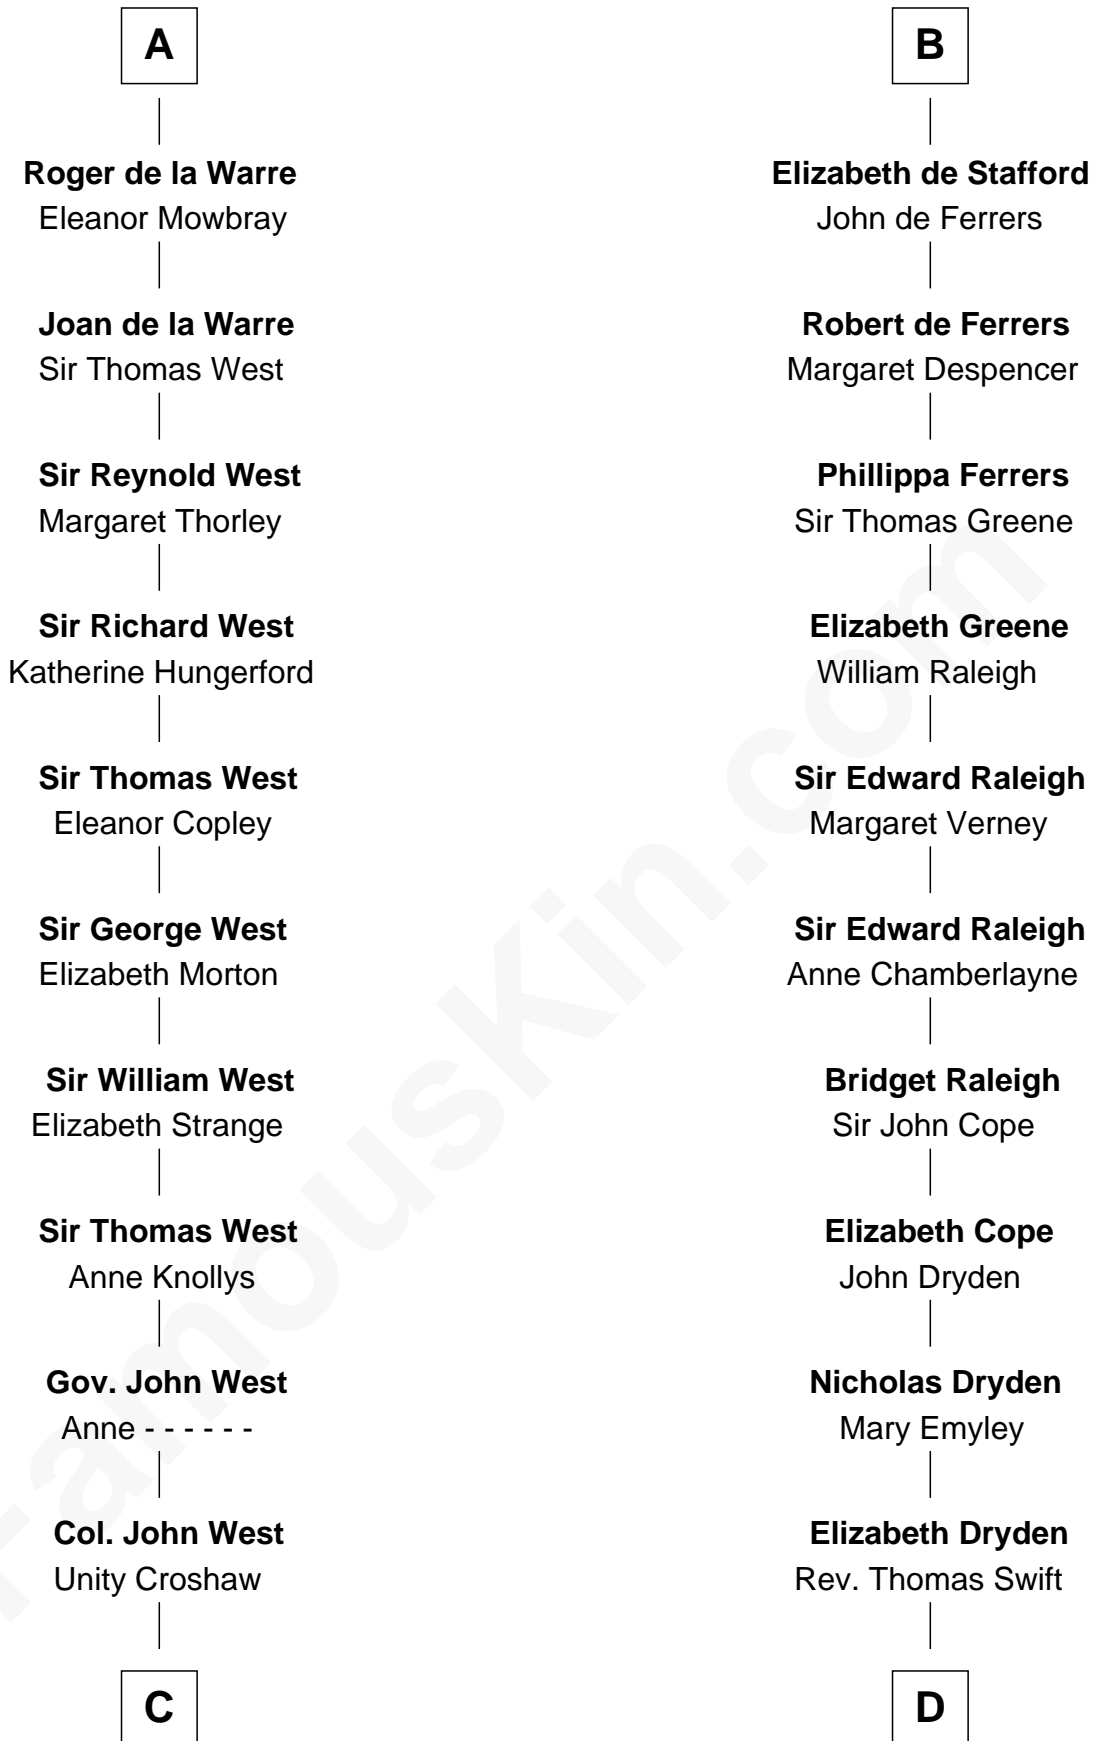 A
Roger de la Warre
Eleanor Mowbray
Joan de la Warre
Sir Thomas West
Sir Reynold West
Margaret Thorley
Sir Richard West
Katherine Hungerford
Sir Thomas West
Eleanor Copley
Sir George West
Elizabeth Morton
Sir William West
Elizabeth Strange
Sir Thomas West
Anne Knollys
Gov. John West
Anne - - - - - -
Col. John West
Unity Croshaw
C
B
Elizabeth de Stafford
John de Ferrers
Robert de Ferrers
Margaret Despencer
Phillippa Ferrers
Sir Thomas Greene
Elizabeth Greene
William Raleigh
Sir Edward Raleigh
Margaret Verney
Sir Edward Raleigh
Anne Chamberlayne
Bridget Raleigh
Sir John Cope
Elizabeth Cope
John Dryden
Nicholas Dryden
Mary Emyley
Elizabeth Dryden
Rev. Thomas Swift
D
FamousKin.com